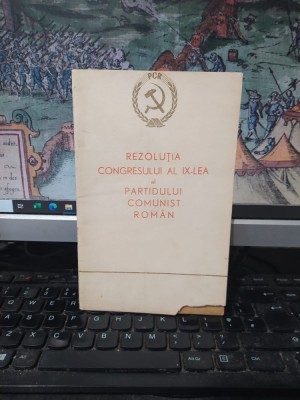 PCR
REZOLUȚIA
CONGRESULUI AL IX-LEA
al
PARTIDULUI
COMUNIST
ROMÂN